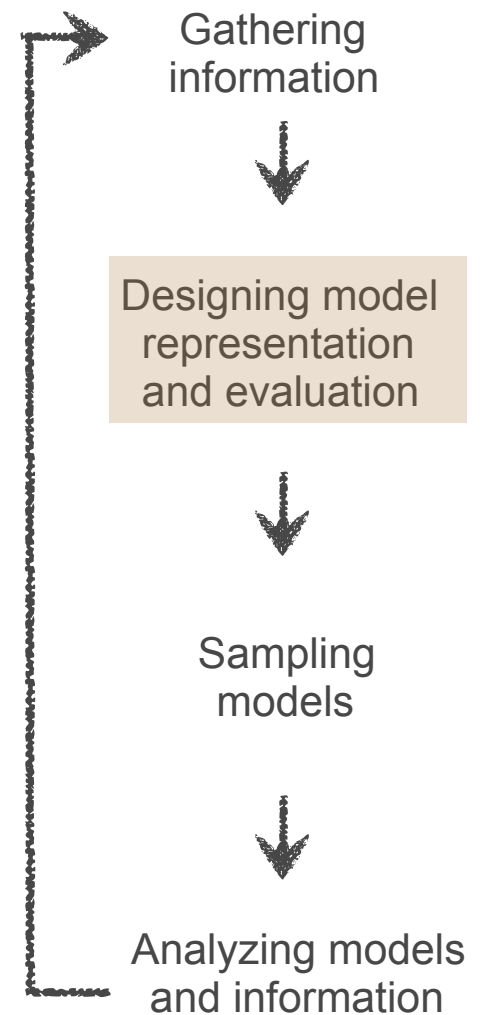 Gathering
information
Designing model
representation
and evaluation
Sampling
models
Analyzing models
and information